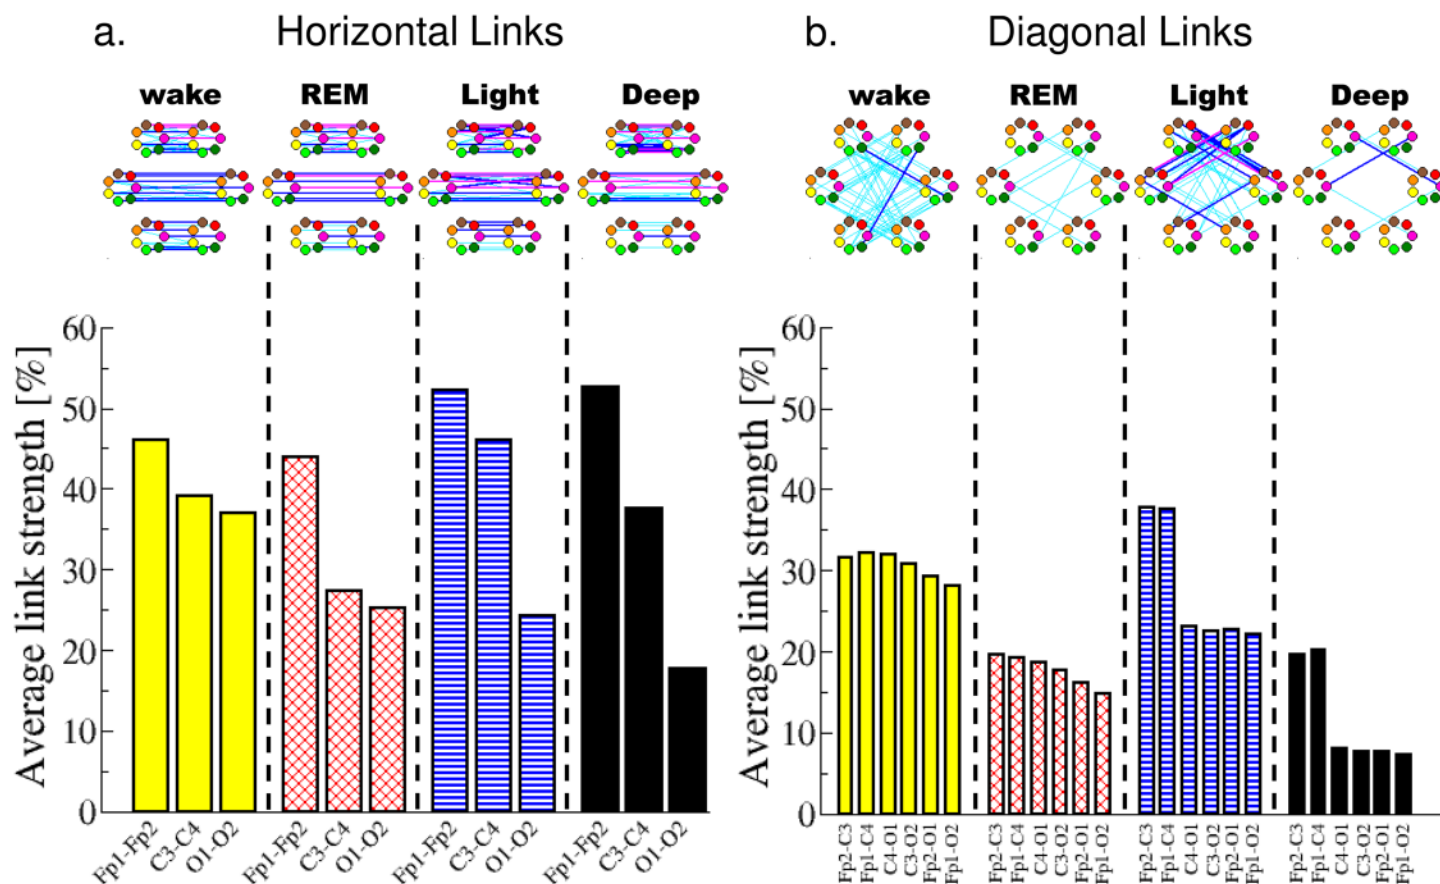 a. Horizontal Links
wake REM Light Deep
Average link strength [%]
60
50
40
30
20
10
0
Fp1-Fp2 C3-C4 O1-O2 Fp1-Fp2 C3-C4 O1-O2 Fp1-Fp2 C3-C4 O1-O2 Fp1-Fp2 C3-C4 O1-O2
b. Diagonal Links
wake REM Light Deep
Average link strength [%]
60
50
40
30
20
10
0
Fp2-C3 Fp1-C4 C4-O1 C3-O2 Fp2-O1 Fp1-O2 Fp2-C3 Fp1-C4 C4-O1 C3-O2 Fp2-O1 Fp1-O2 Fp2-C3 Fp1-C4 C4-O1 C3-O2 Fp2-O1 Fp1-O2 Fp2-C3 Fp1-C4 C4-O1 C3-O2 Fp2-O1 Fp1-O2